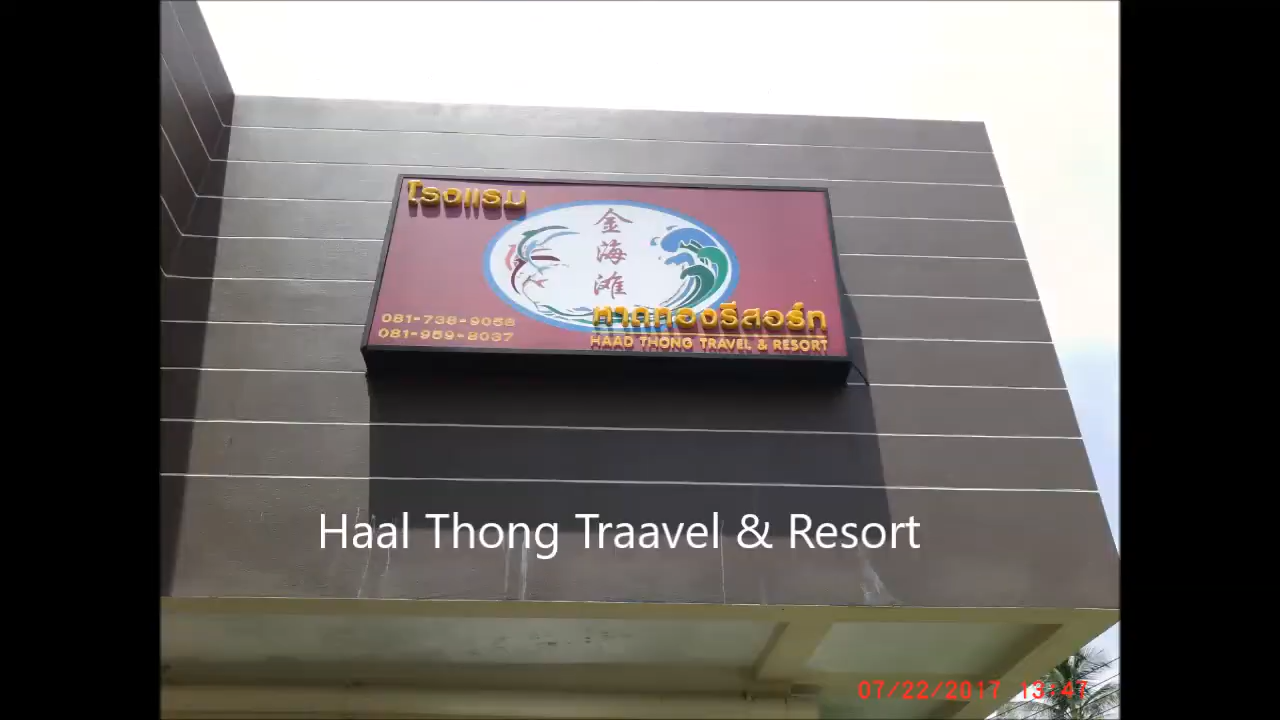 โรงแรม
金
海
滩
081-738-9058
081-959-8037
หาดทองรีสอร์ท
HAAD THONG TRAVEL & RESORT
Haal Thong Traavel & Resort
07/22/2017 13:47